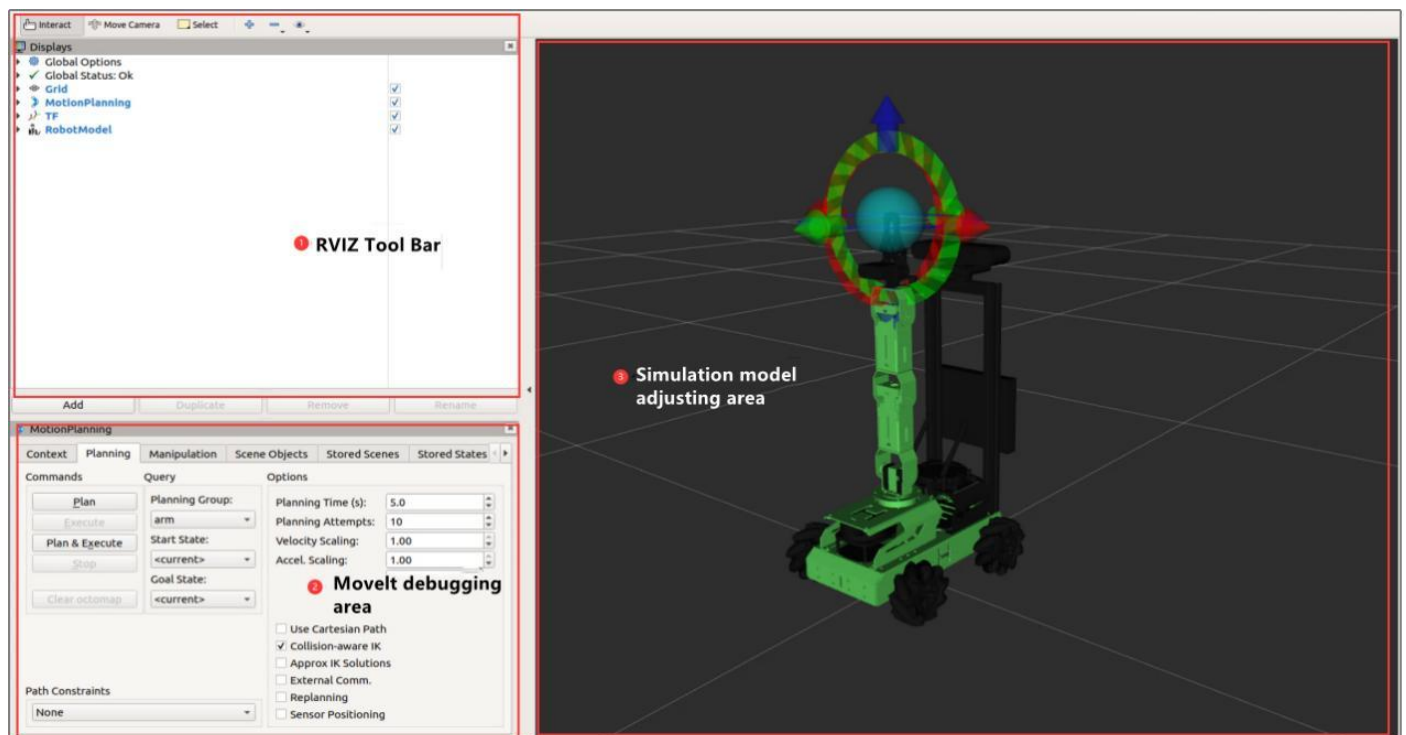 Interact Move Camera Select
Displays
Global Options
Global Status: Ok
Grid
MotionPlanning
TF
RobotModel
1 RVIZ Tool Bar
Add Duplicate Remove Rename
MotionPlanning
Context Planning Manipulation Scene Objects Stored Scenes Stored States
Commands Query Options
Plan Planning Group: Planning Time (s): 5.0
Execute arm Planning Attempts: 10
Plan & Execute Start State: Velocity Scaling: 1.00
Stop <current> Accel. Scaling: 1.00
Goal State:
Clear octomap <current>
2 MoveIt debugging
area
Use Cartesian Path
Collision-aware IK
Approx IK Solutions
External Comm.
Replanning
Sensor Positioning
Path Constraints
None
3 Simulation model
adjusting area